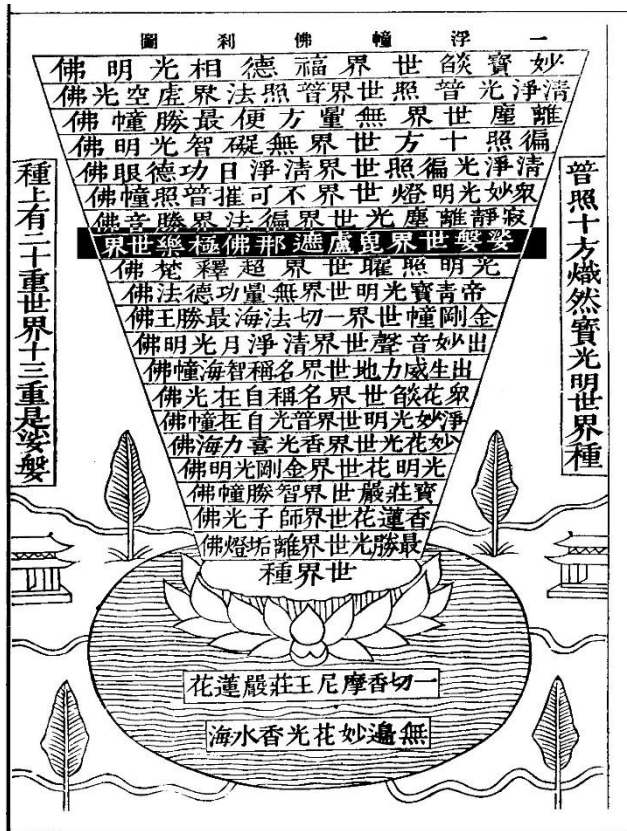 一浮幢佛剎圖
妙寶燄世界福德相光明佛
清淨光普照世界普照法界虛空光佛
離塵世界無量方便最勝幢佛
徧照十方世界無礙智光明佛
清淨光徧照世界清淨日功德眼佛
衆妙光明燈世界不可摧普照幢佛
寂靜離塵光世界徧法界勝音佛
娑槃世界毘盧遮那佛極樂世界
光明照曜世界超釋梵佛
帝青寶光明世界無量功德法佛
金剛幢世界一切法海最勝王佛
出妙音聲世界清淨月光明佛
出生威力地世界名稱智海幢佛
衆花燄世界名稱自在光佛
淨妙光明世界普光自在幢佛
妙花光世界香光喜力海佛
光明花世界金剛光明佛
寶莊嚴世界智勝幢佛
香蓮花世界師子光佛
最勝光世界離垢燈佛
世界種
一切香摩尼王莊嚴蓮花
無邊妙花光香水海
普照十方熾然寶光明世界種
種上有二十重世界十三重是娑槃